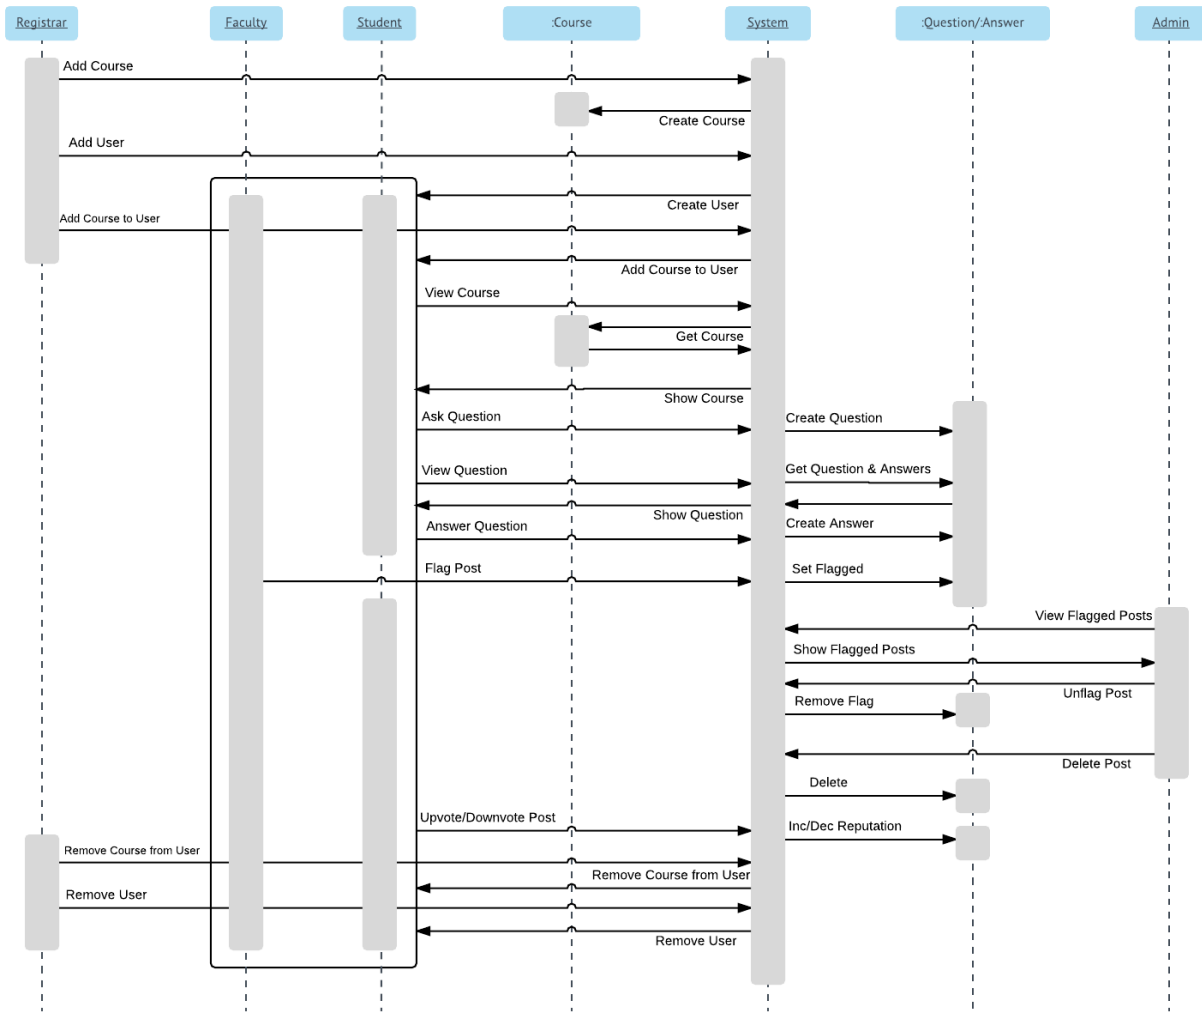 Registrar
Faculty
Student
:Course
System
:Question/:Answer
Admin
Add Course
Create Course
Add User
Create User
Add Course to User
Add Course to User
View Course
Get Course
Show Course
Ask Question
Create Question
View Question
Get Question & Answers
Show Question
Answer Question
Create Answer
Flag Post
Set Flagged
View Flagged Posts
Show Flagged Posts
Unflag Post
Remove Flag
Delete Post
Delete
Upvote/Downvote Post
Inc/Dec Reputation
Remove Course from User
Remove Course from User
Remove User
Remove User